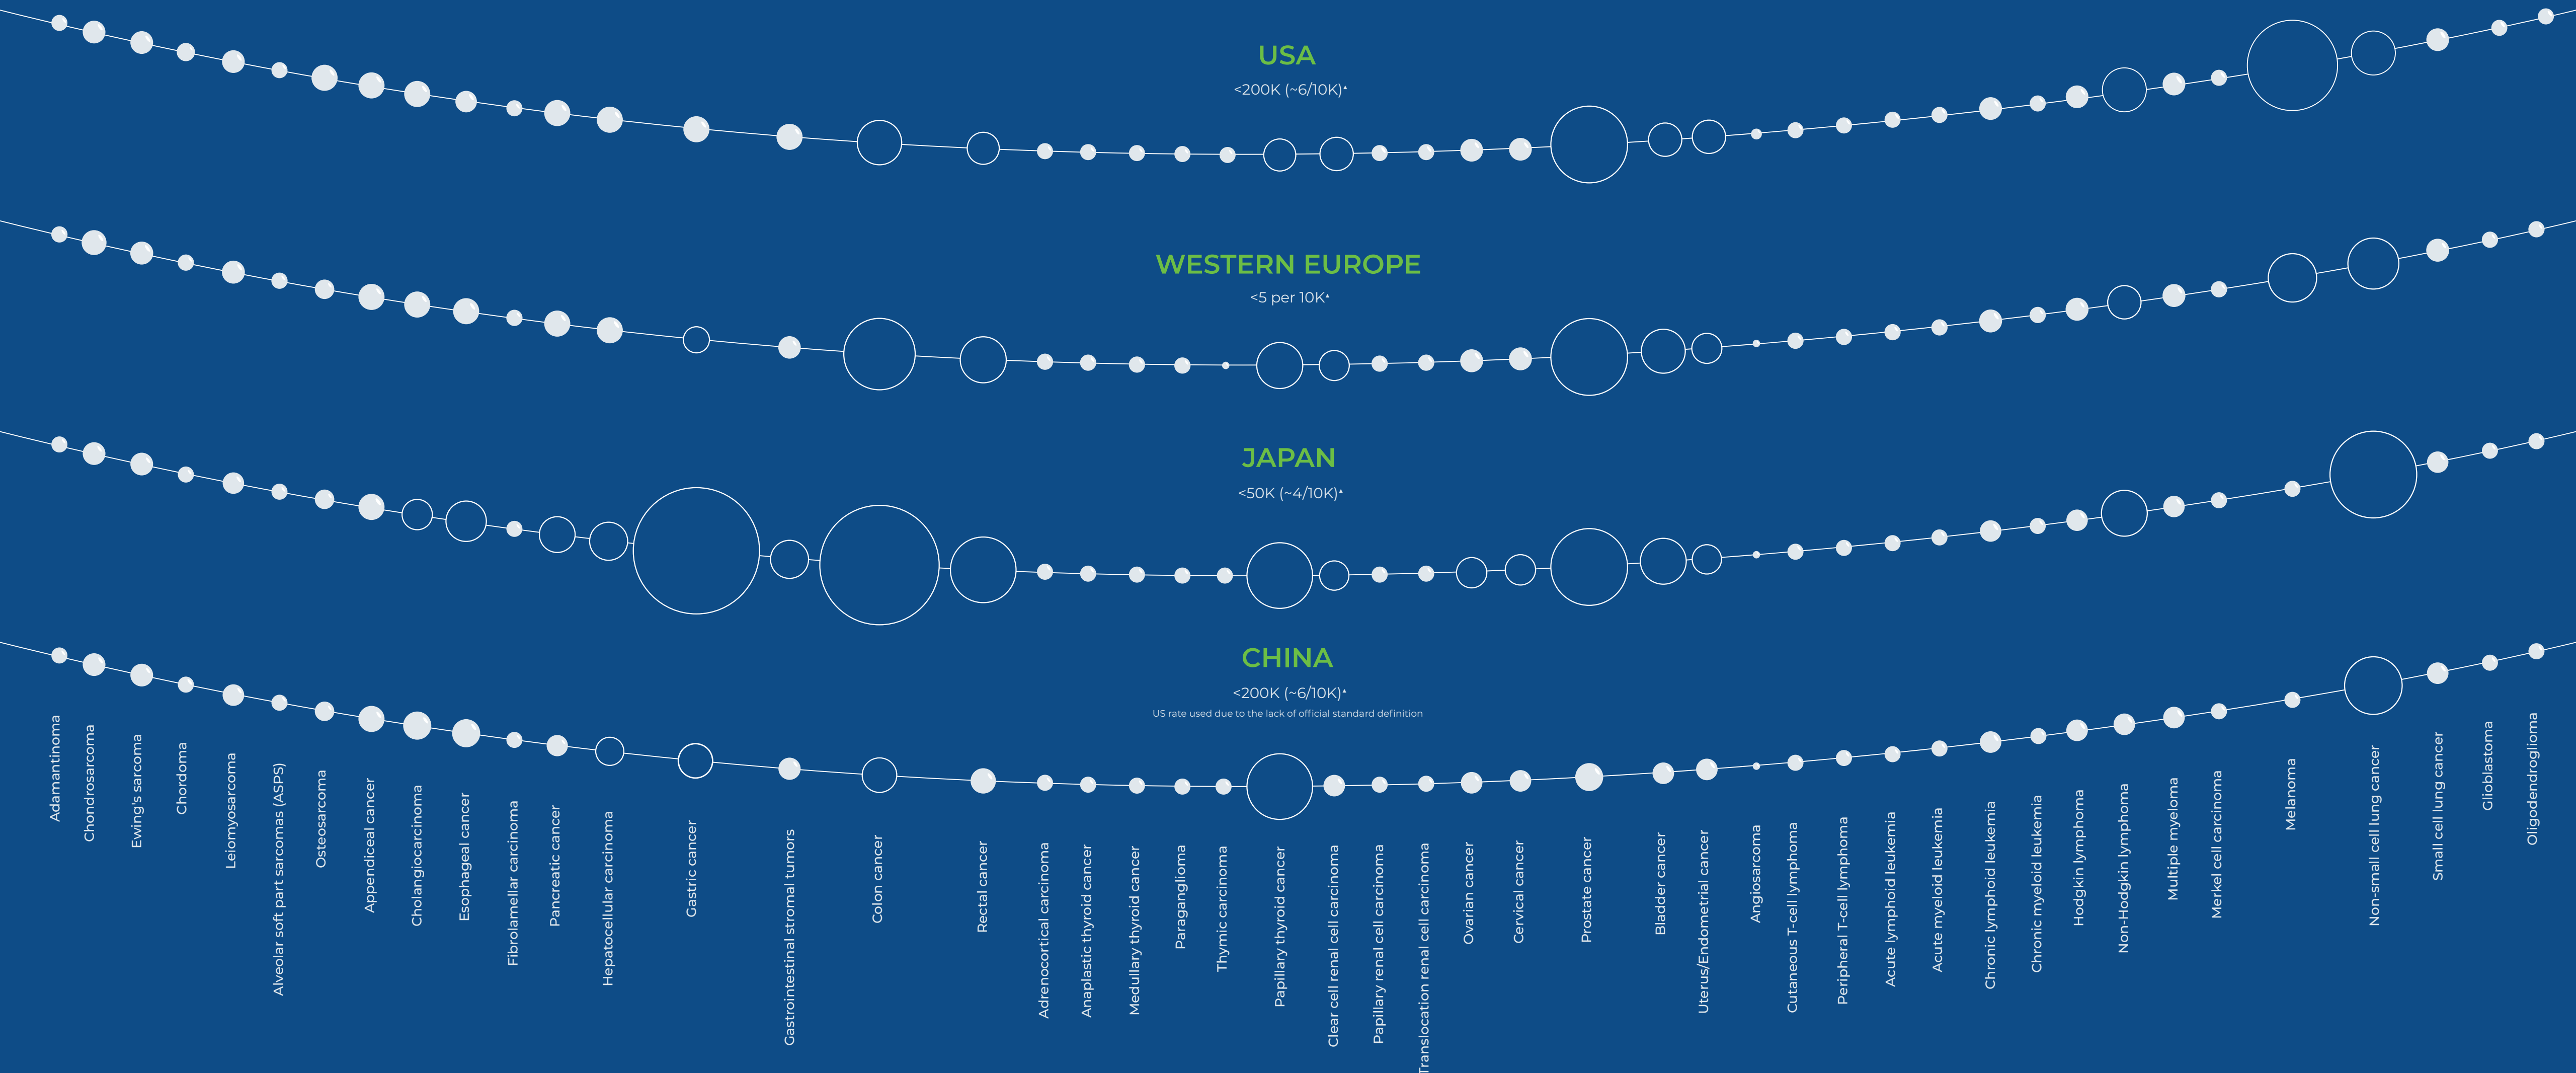 USA
<200K (~6/10K)▲
WESTERN EUROPE
<5 per 10K▲
JAPAN
<50K (~4/10K)▲
CHINA
<200K (~6/10K)▲
US rate used due to the lack of official standard definition
Adamantinoma
Chondrosarcoma
Ewing's sarcoma
Chordoma
Leiomyosarcoma
Alveolar soft part sarcomas (ASPS)
Osteosarcoma
Appendiceal cancer
Cholangiocarcinoma
Esophageal cancer
Fibrolamellar carcinoma
Pancreatic cancer
Hepatocellular carcinoma
Gastric cancer
Gastrointestinal stromal tumors
Colon cancer
Rectal cancer
Adrenocortical carcinoma
Anaplastic thyroid cancer
Medullary thyroid cancer
Paraganglioma
Thymic carcinoma
Papillary thyroid cancer
Clear cell renal cell carcinoma
Papillary renal cell carcinoma
Translocation renal cell carcinoma
Ovarian cancer
Cervical cancer
Prostate cancer
Bladder cancer
Uterus/Endometrial cancer
Angiosarcoma
Cutaneous T-cell lymphoma
Peripheral T-cell lymphoma
Acute lymphoid leukemia
Acute myeloid leukemia
Chronic lymphoid leukemia
Chronic myeloid leukemia
Hodgkin lymphoma
Non-Hodgkin lymphoma
Multiple myeloma
Merkel cell carcinoma
Melanoma
Non-small cell lung cancer
Small cell lung cancer
Glioblastoma
Oligodendroglioma